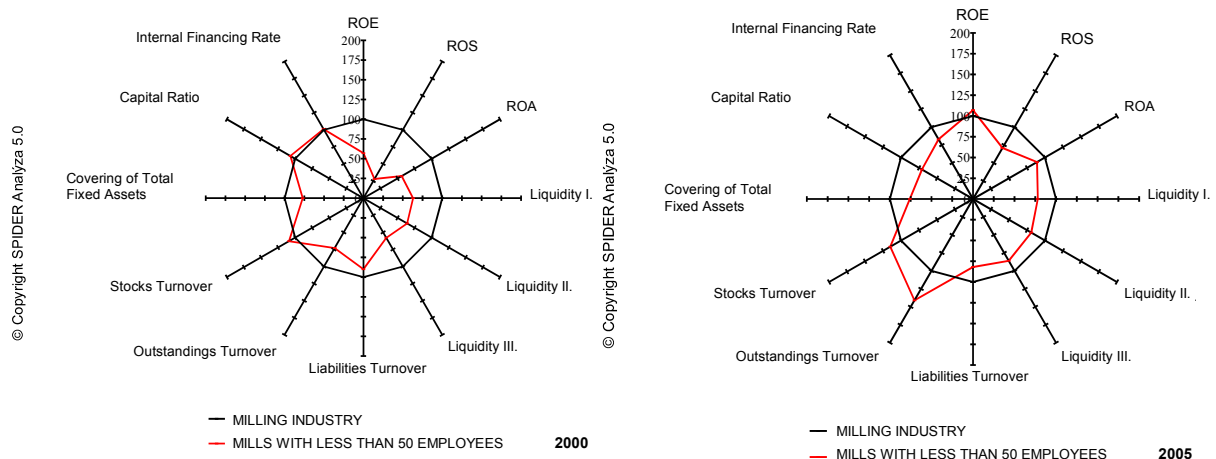 © Copyright SPIDER Analýza 5.0
ROE
Internal Financing Rate
ROS
Capital Ratio
ROA
Covering of Total
Fixed Assets
Liquidity I.
Stocks Turnover
Liquidity II.
Outstandings Turnover
Liquidity III.
Liabilities Turnover
200
175
150
125
100
75
50
25
MILLING INDUSTRY
MILLS WITH LESS THAN 50 EMPLOYEES 2000
© Copyright SPIDER Analýza 5.0
ROE
Internal Financing Rate
ROS
Capital Ratio
ROA
Covering of Total
Fixed Assets
Liquidity I.
Stocks Turnover
Liquidity II.
Outstandings Turnover
Liquidity III.
Liabilities Turnover
200
175
150
125
100
75
50
25
MILLING INDUSTRY
MILLS WITH LESS THAN 50 EMPLOYEES 2005